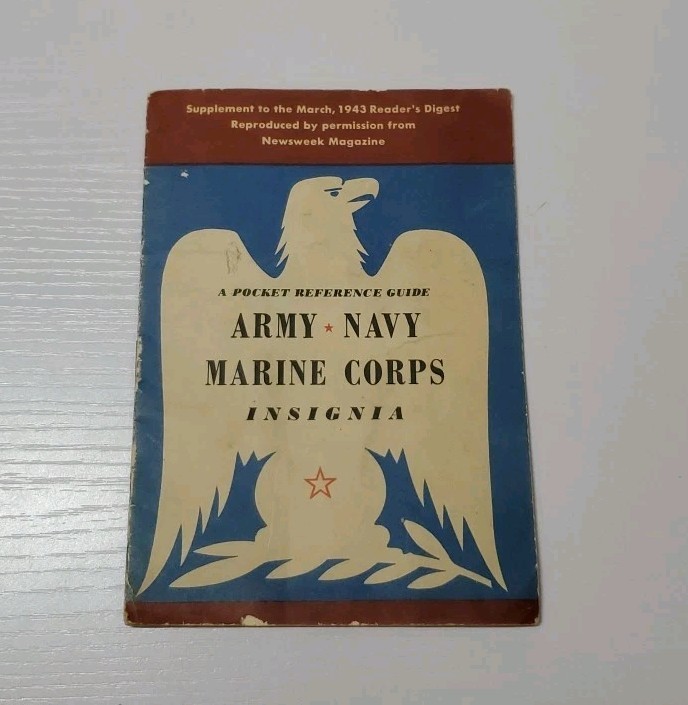 Supplement to the March, 1943 Reader's Digest
Reproduced by permission from
Newsweek Magazine
A POCKET REFERENCE GUIDE
ARMY ★ NAVY
MARINE CORPS
INSIGNIA